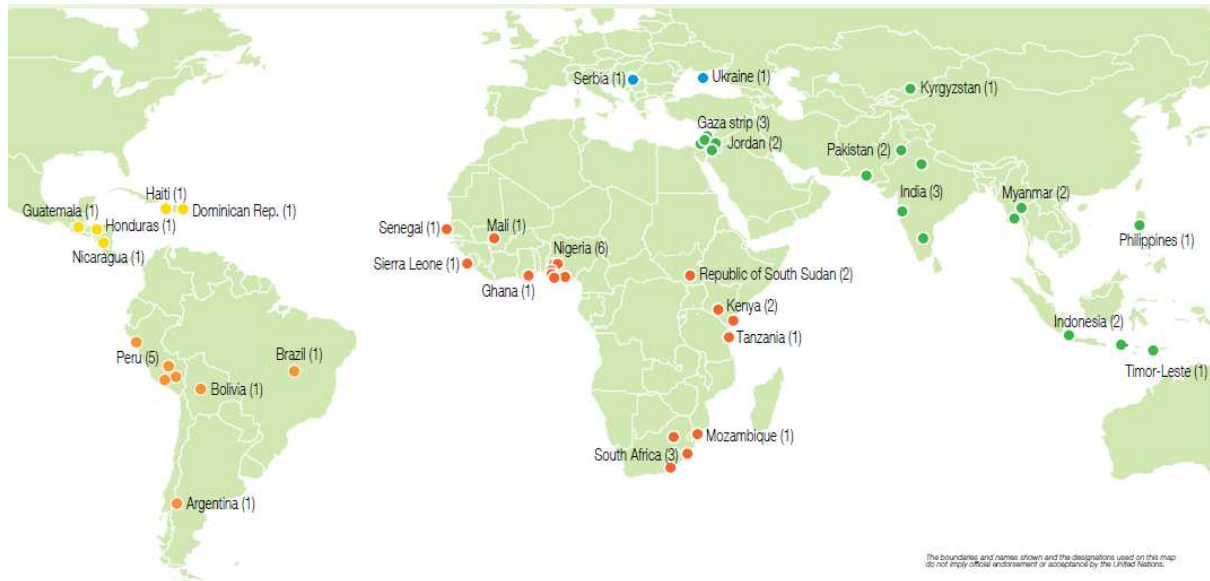 Serbia (1)
Ukraine (1)
Kyrgyzstan (1)
Gaza strip (3)
Jordan (2)
Pakistan (2)
India (3)
Myanmar (2)
Haiti (1)
Dominican Rep. (1)
Guatemala (1)
Honduras (1)
Nicaragua (1)
Senegal (1)
Mali (1)
Nigeria (6)
Sierra Leone (1)
Ghana (1)
Republic of South Sudan (2)
Kenya (2)
Tanzania (1)
Philippines (1)
Indonesia (2)
Timor-Leste (1)
Peru (5)
Brazil (1)
Bolivia (1)
Mozambique (1)
South Africa (3)
Argentina (1)
The boundaries and names shown and the designations used on this map
do not imply official endorsement or acceptance by the United Nations.